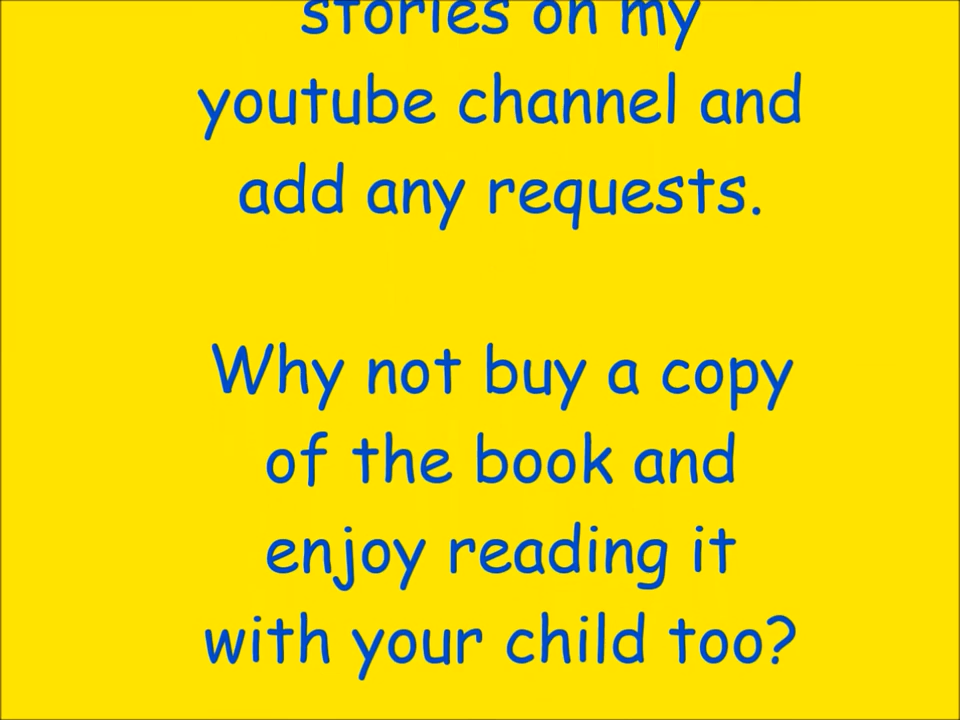 stories on my
youtube channel and
add any requests.
Why not buy a copy
of the book and
enjoy reading it
with your child too?